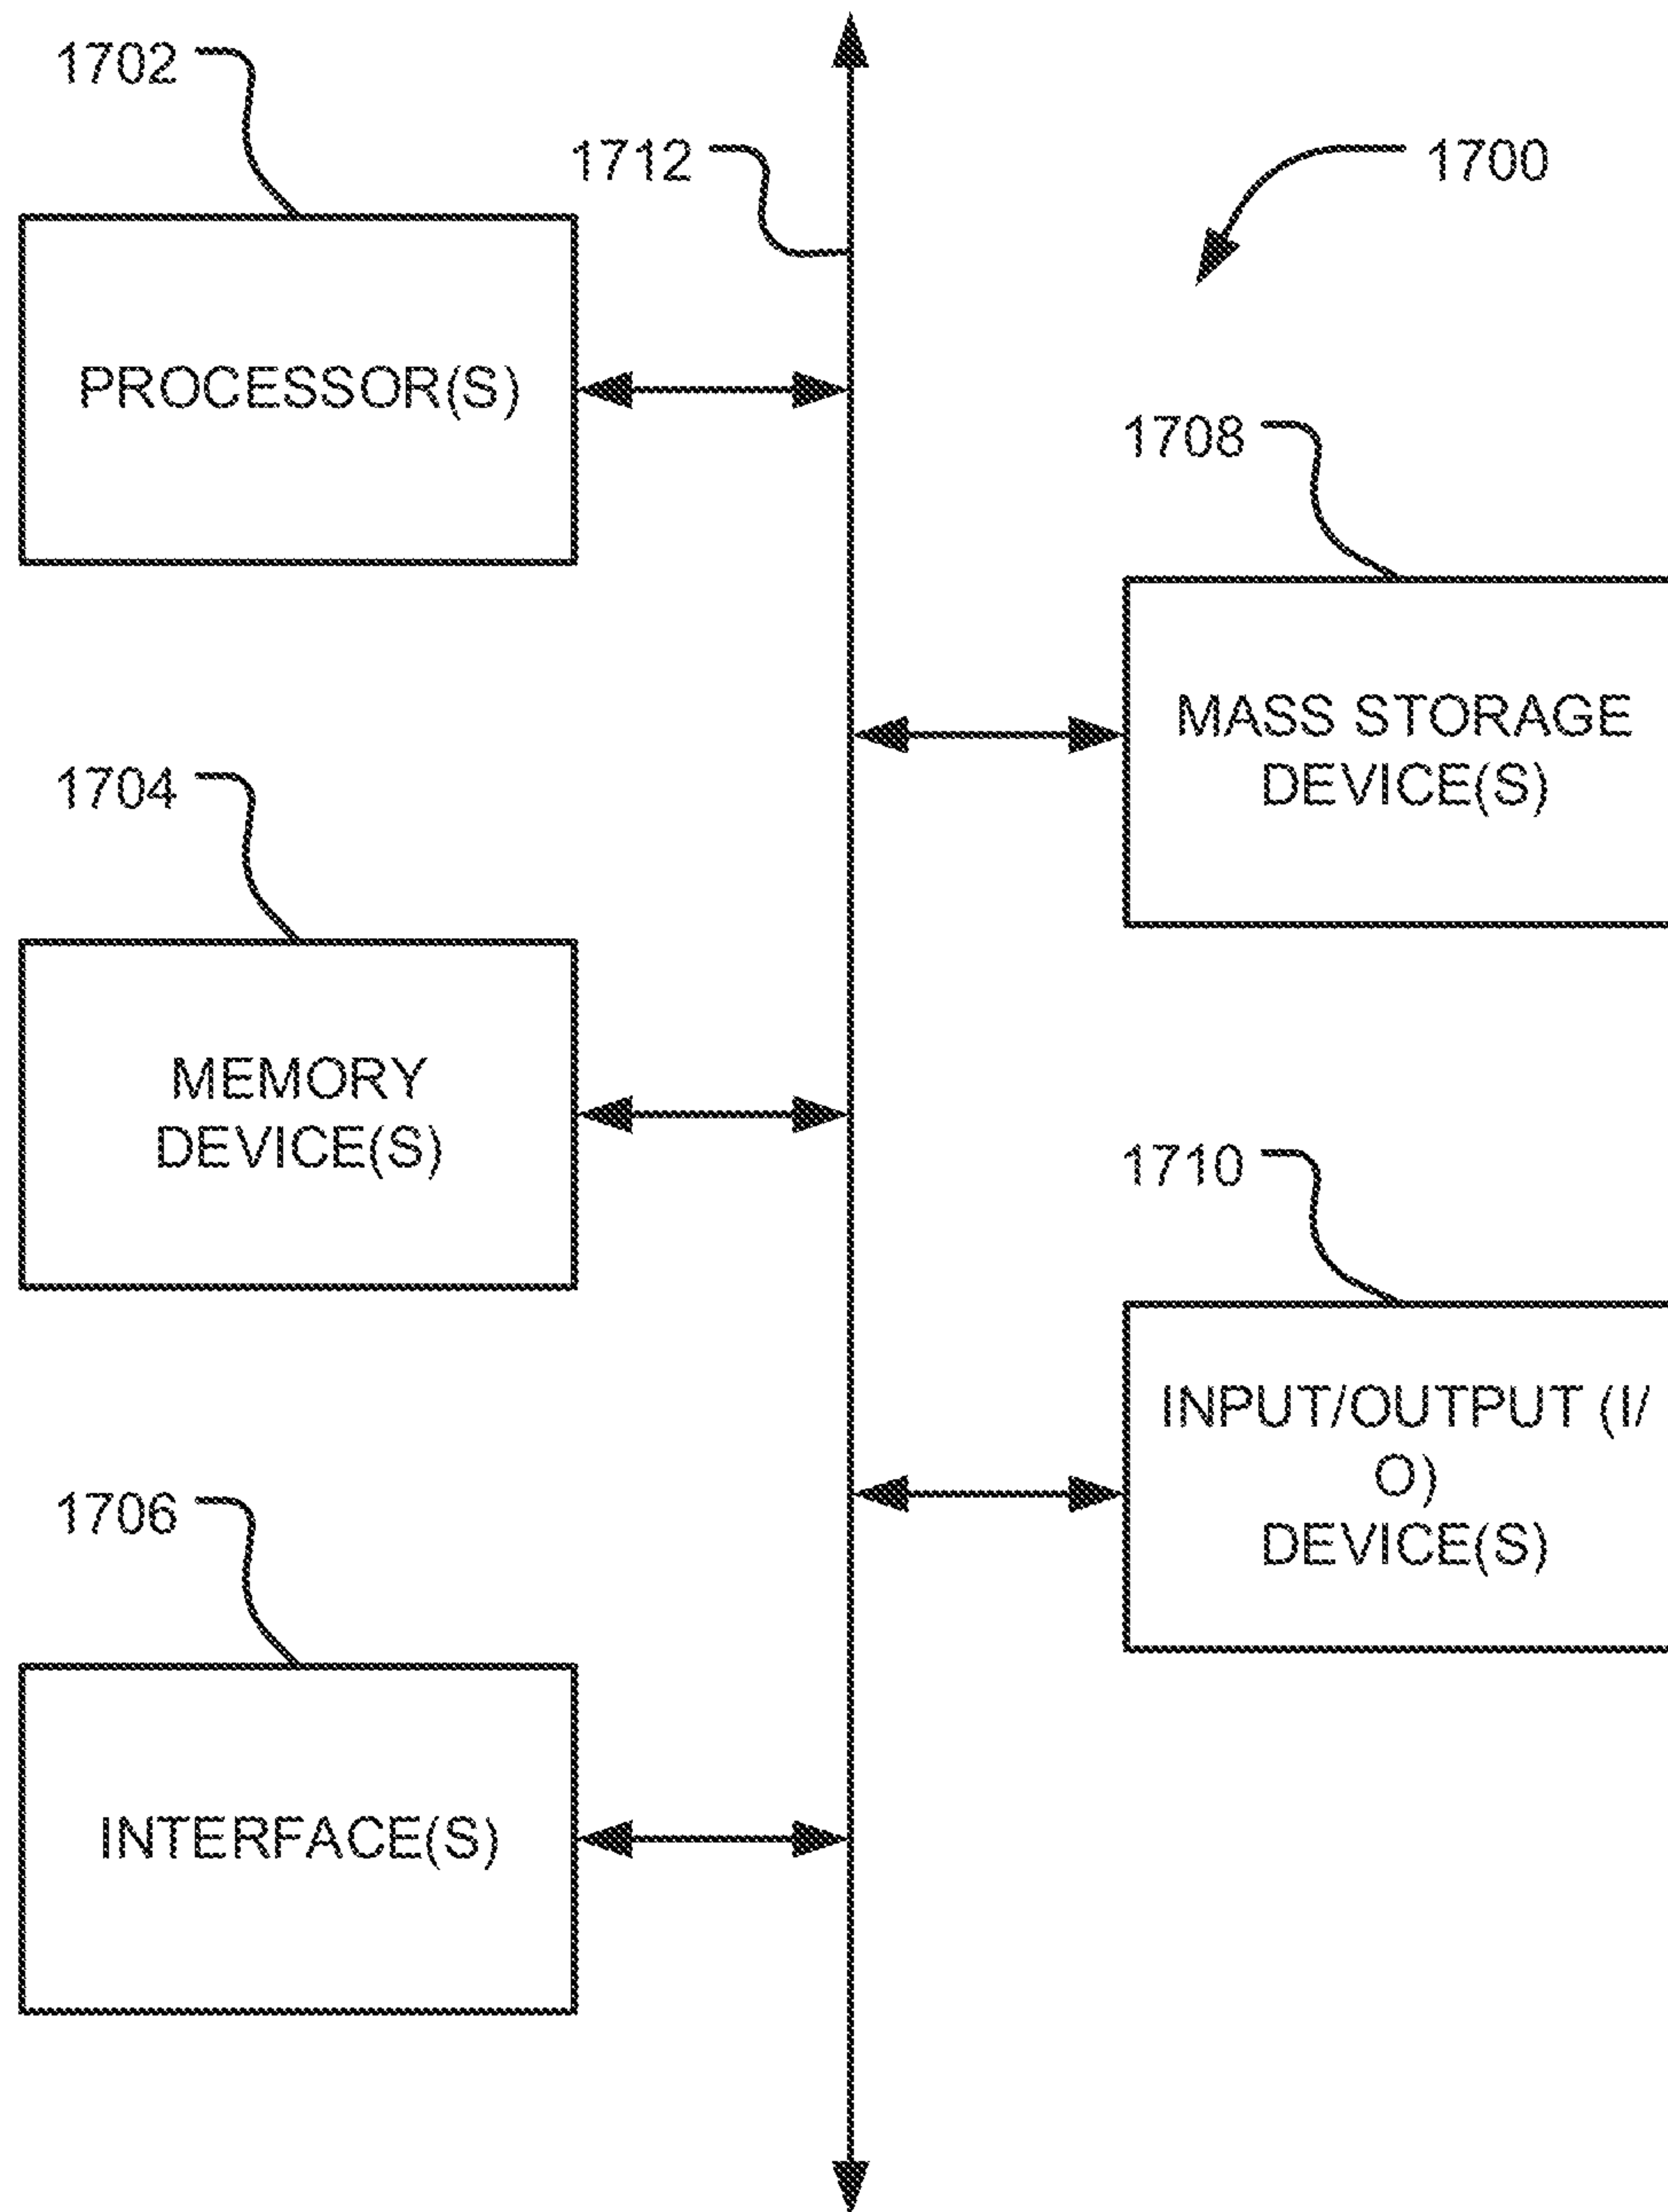 1702
1712
1700
PROCESSOR(S)
1708
MASS STORAGE
DEVICE(S)
1704
MEMORY
DEVICE(S)
1710
INPUT/OUTPUT (I/
O)
DEVICE(S)
1706
INTERFACE(S)